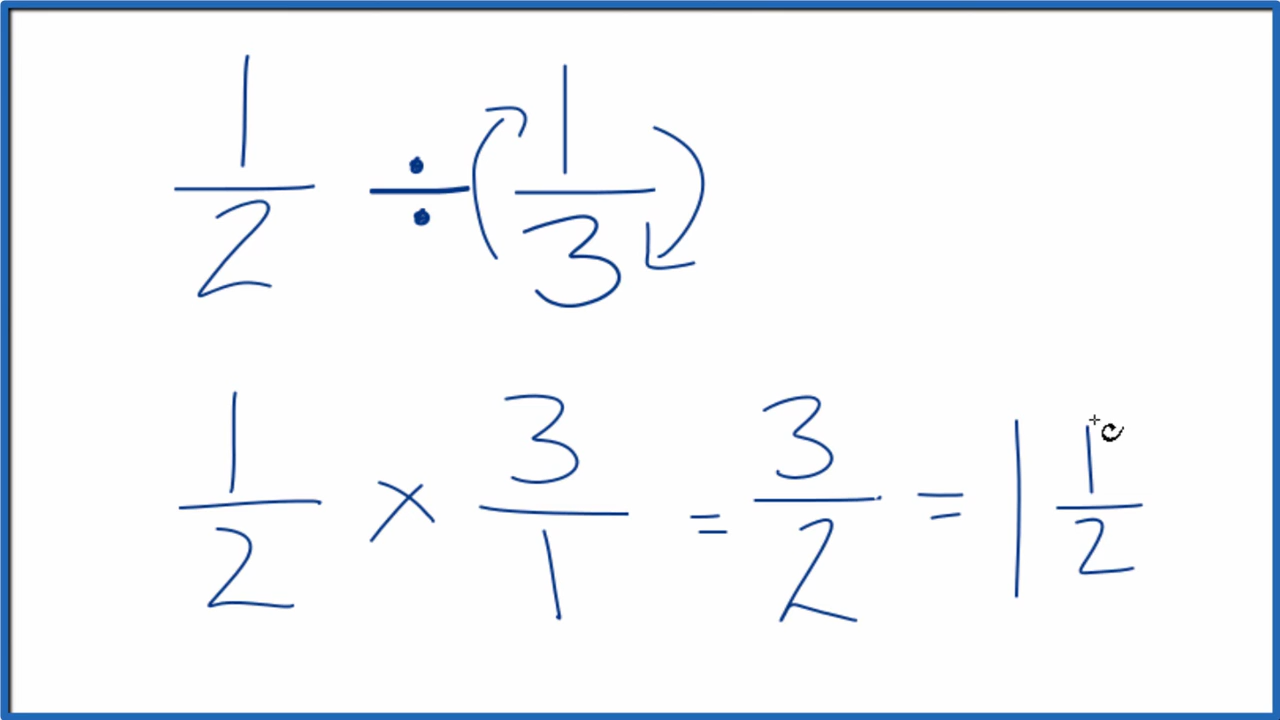 1/2 ÷ 1/3
1/2 × 3/1 = 3/2 = 1 1/2